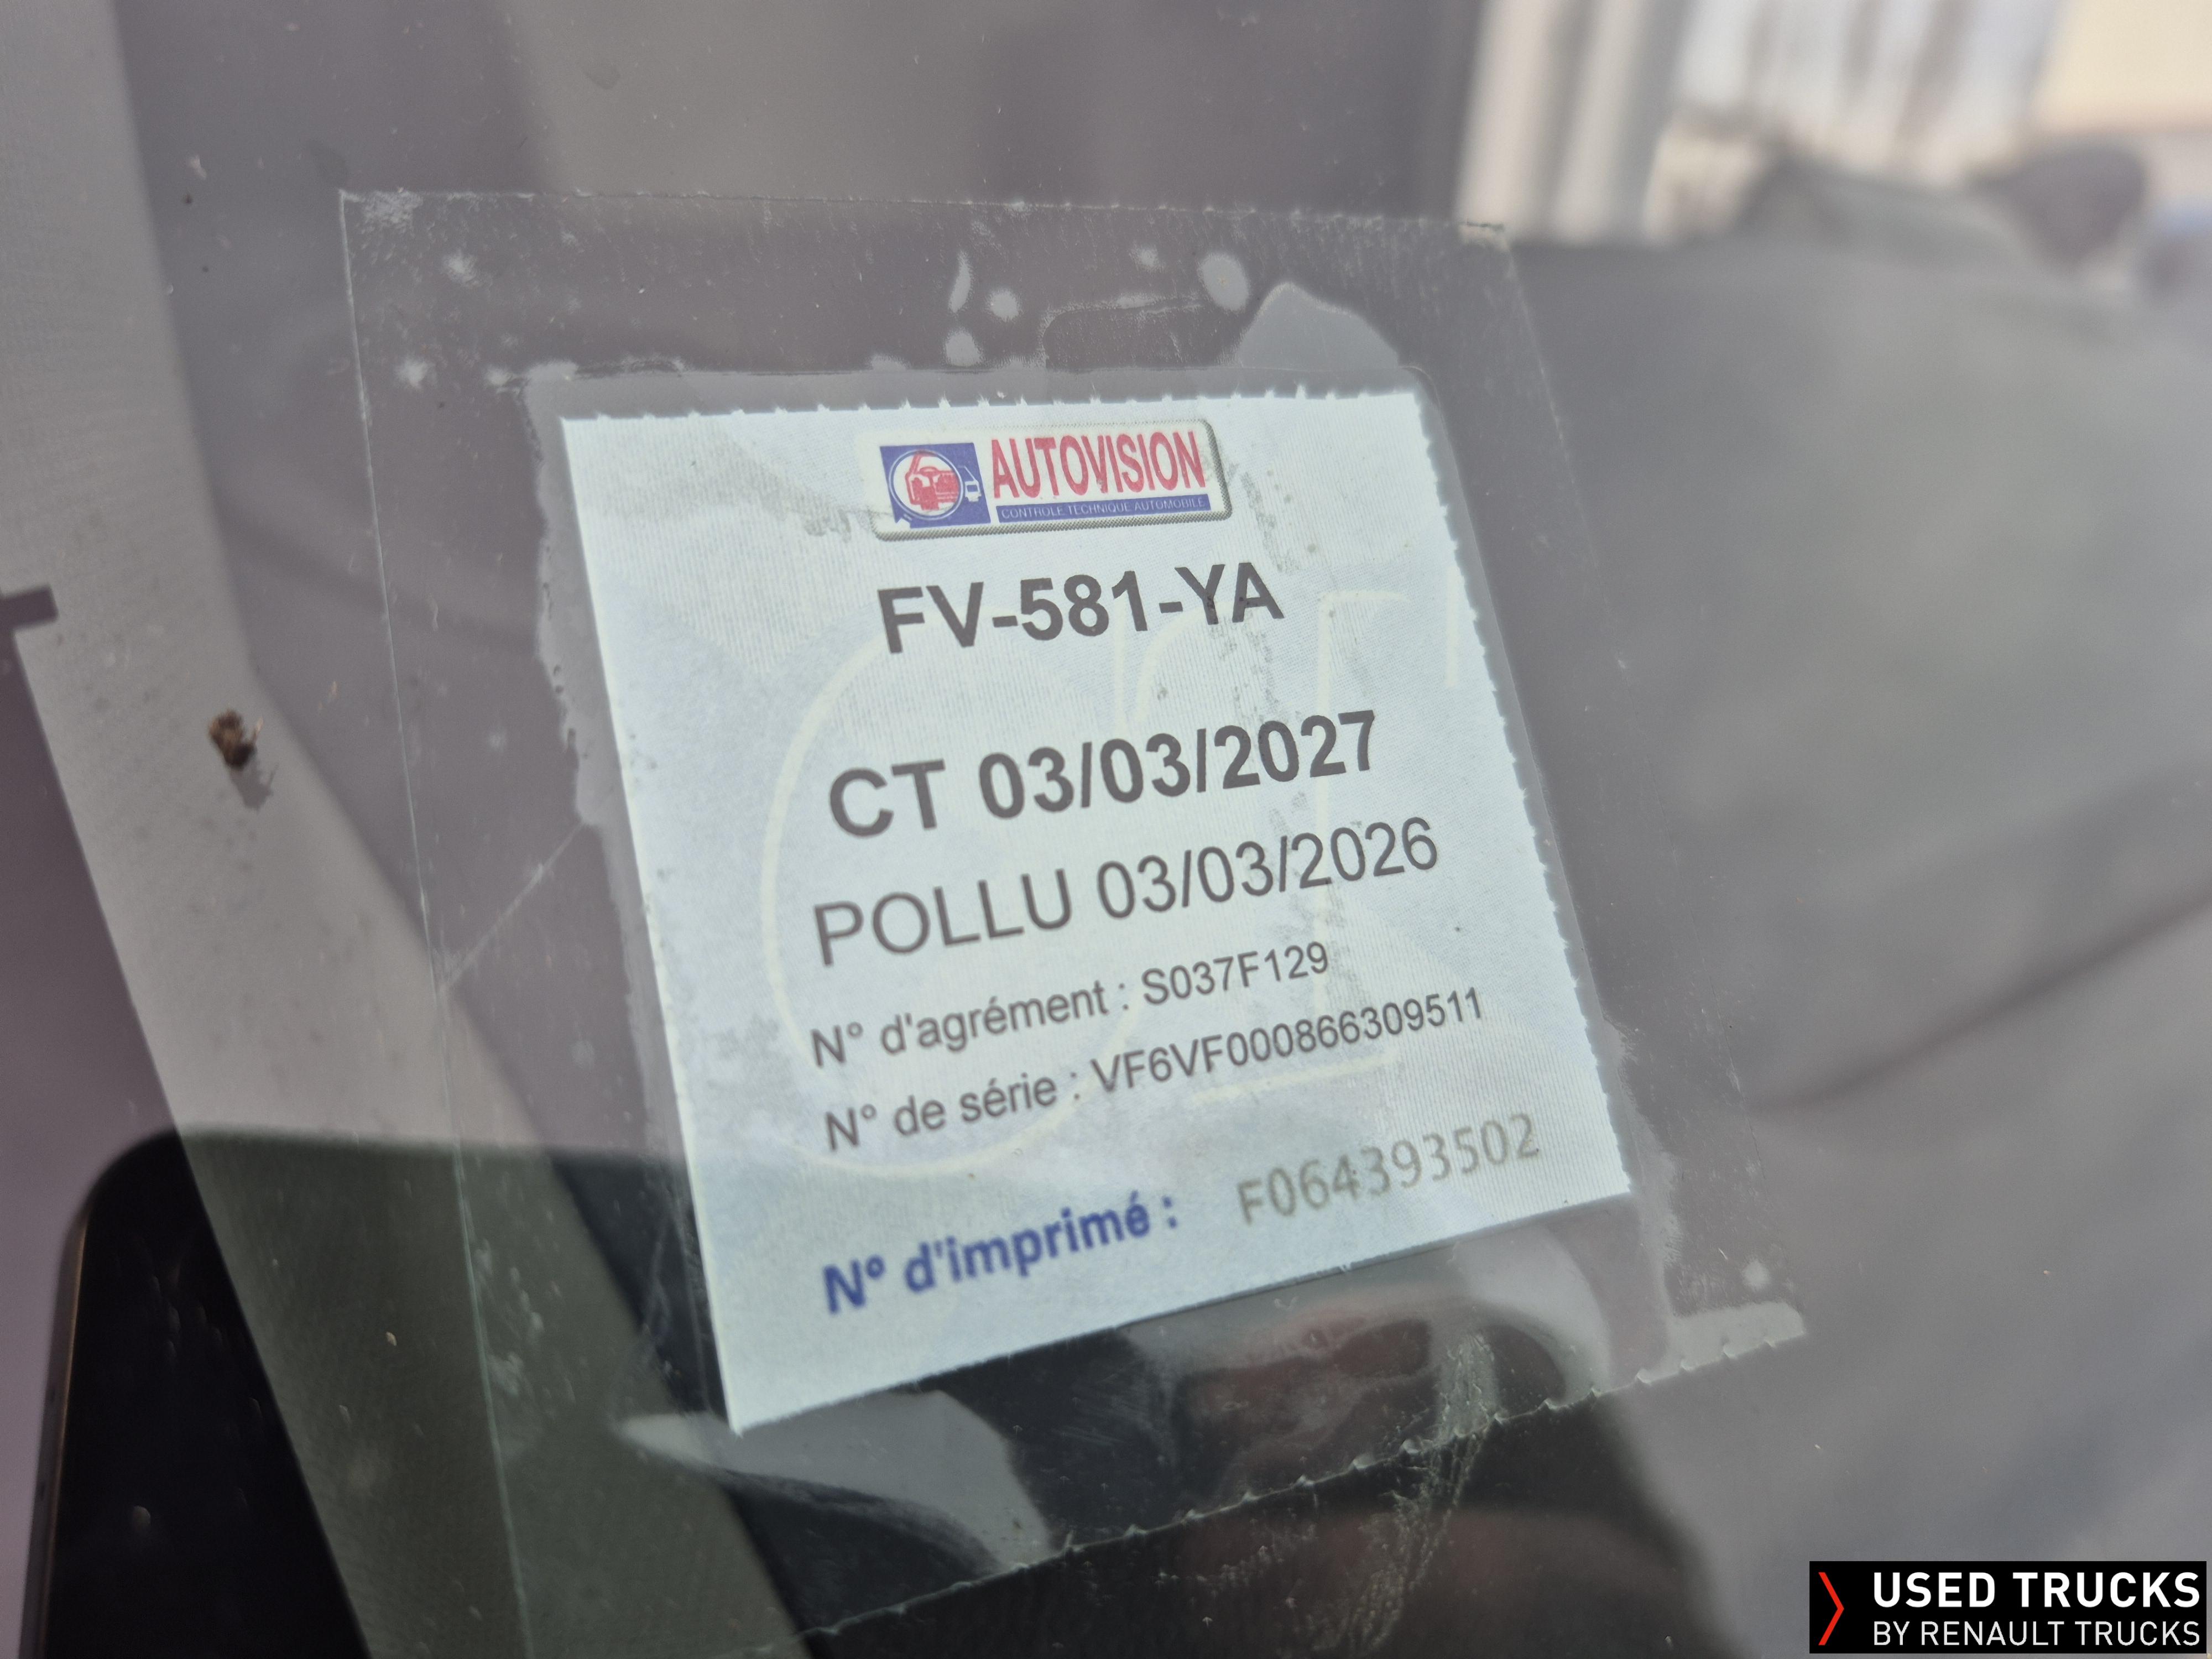 AUTOVISION
CONTROLE TECHNIQUE AUTOMOBILE
FV-581-YA
CT 03/03/2027
POLLU 03/03/2026
N° d'agrément : S037F129
N° de série : VF6VF000866309511
N° d'imprimé : F064393502
USED TRUCKS
BY RENAULT TRUCKS